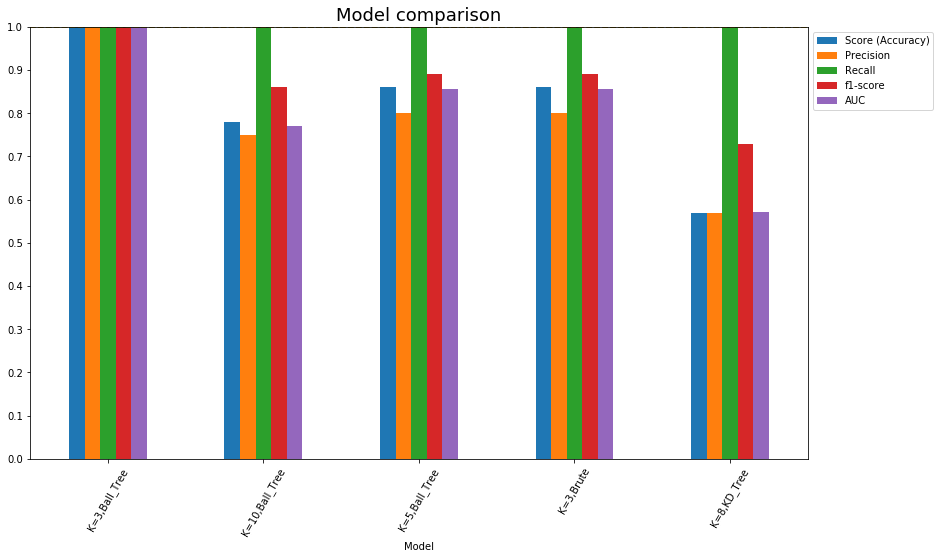 Model comparison
1.0
0.9
0.8
0.7
0.6
0.5
0.4
0.3
0.2
0.1
0.0
Score (Accuracy)
Precision
Recall
f1-score
AUC
K=3,Ball_Tree
K=10,Ball_Tree
K=5,Ball_Tree
K=3,Brute
K=8,KD_Tree
Model